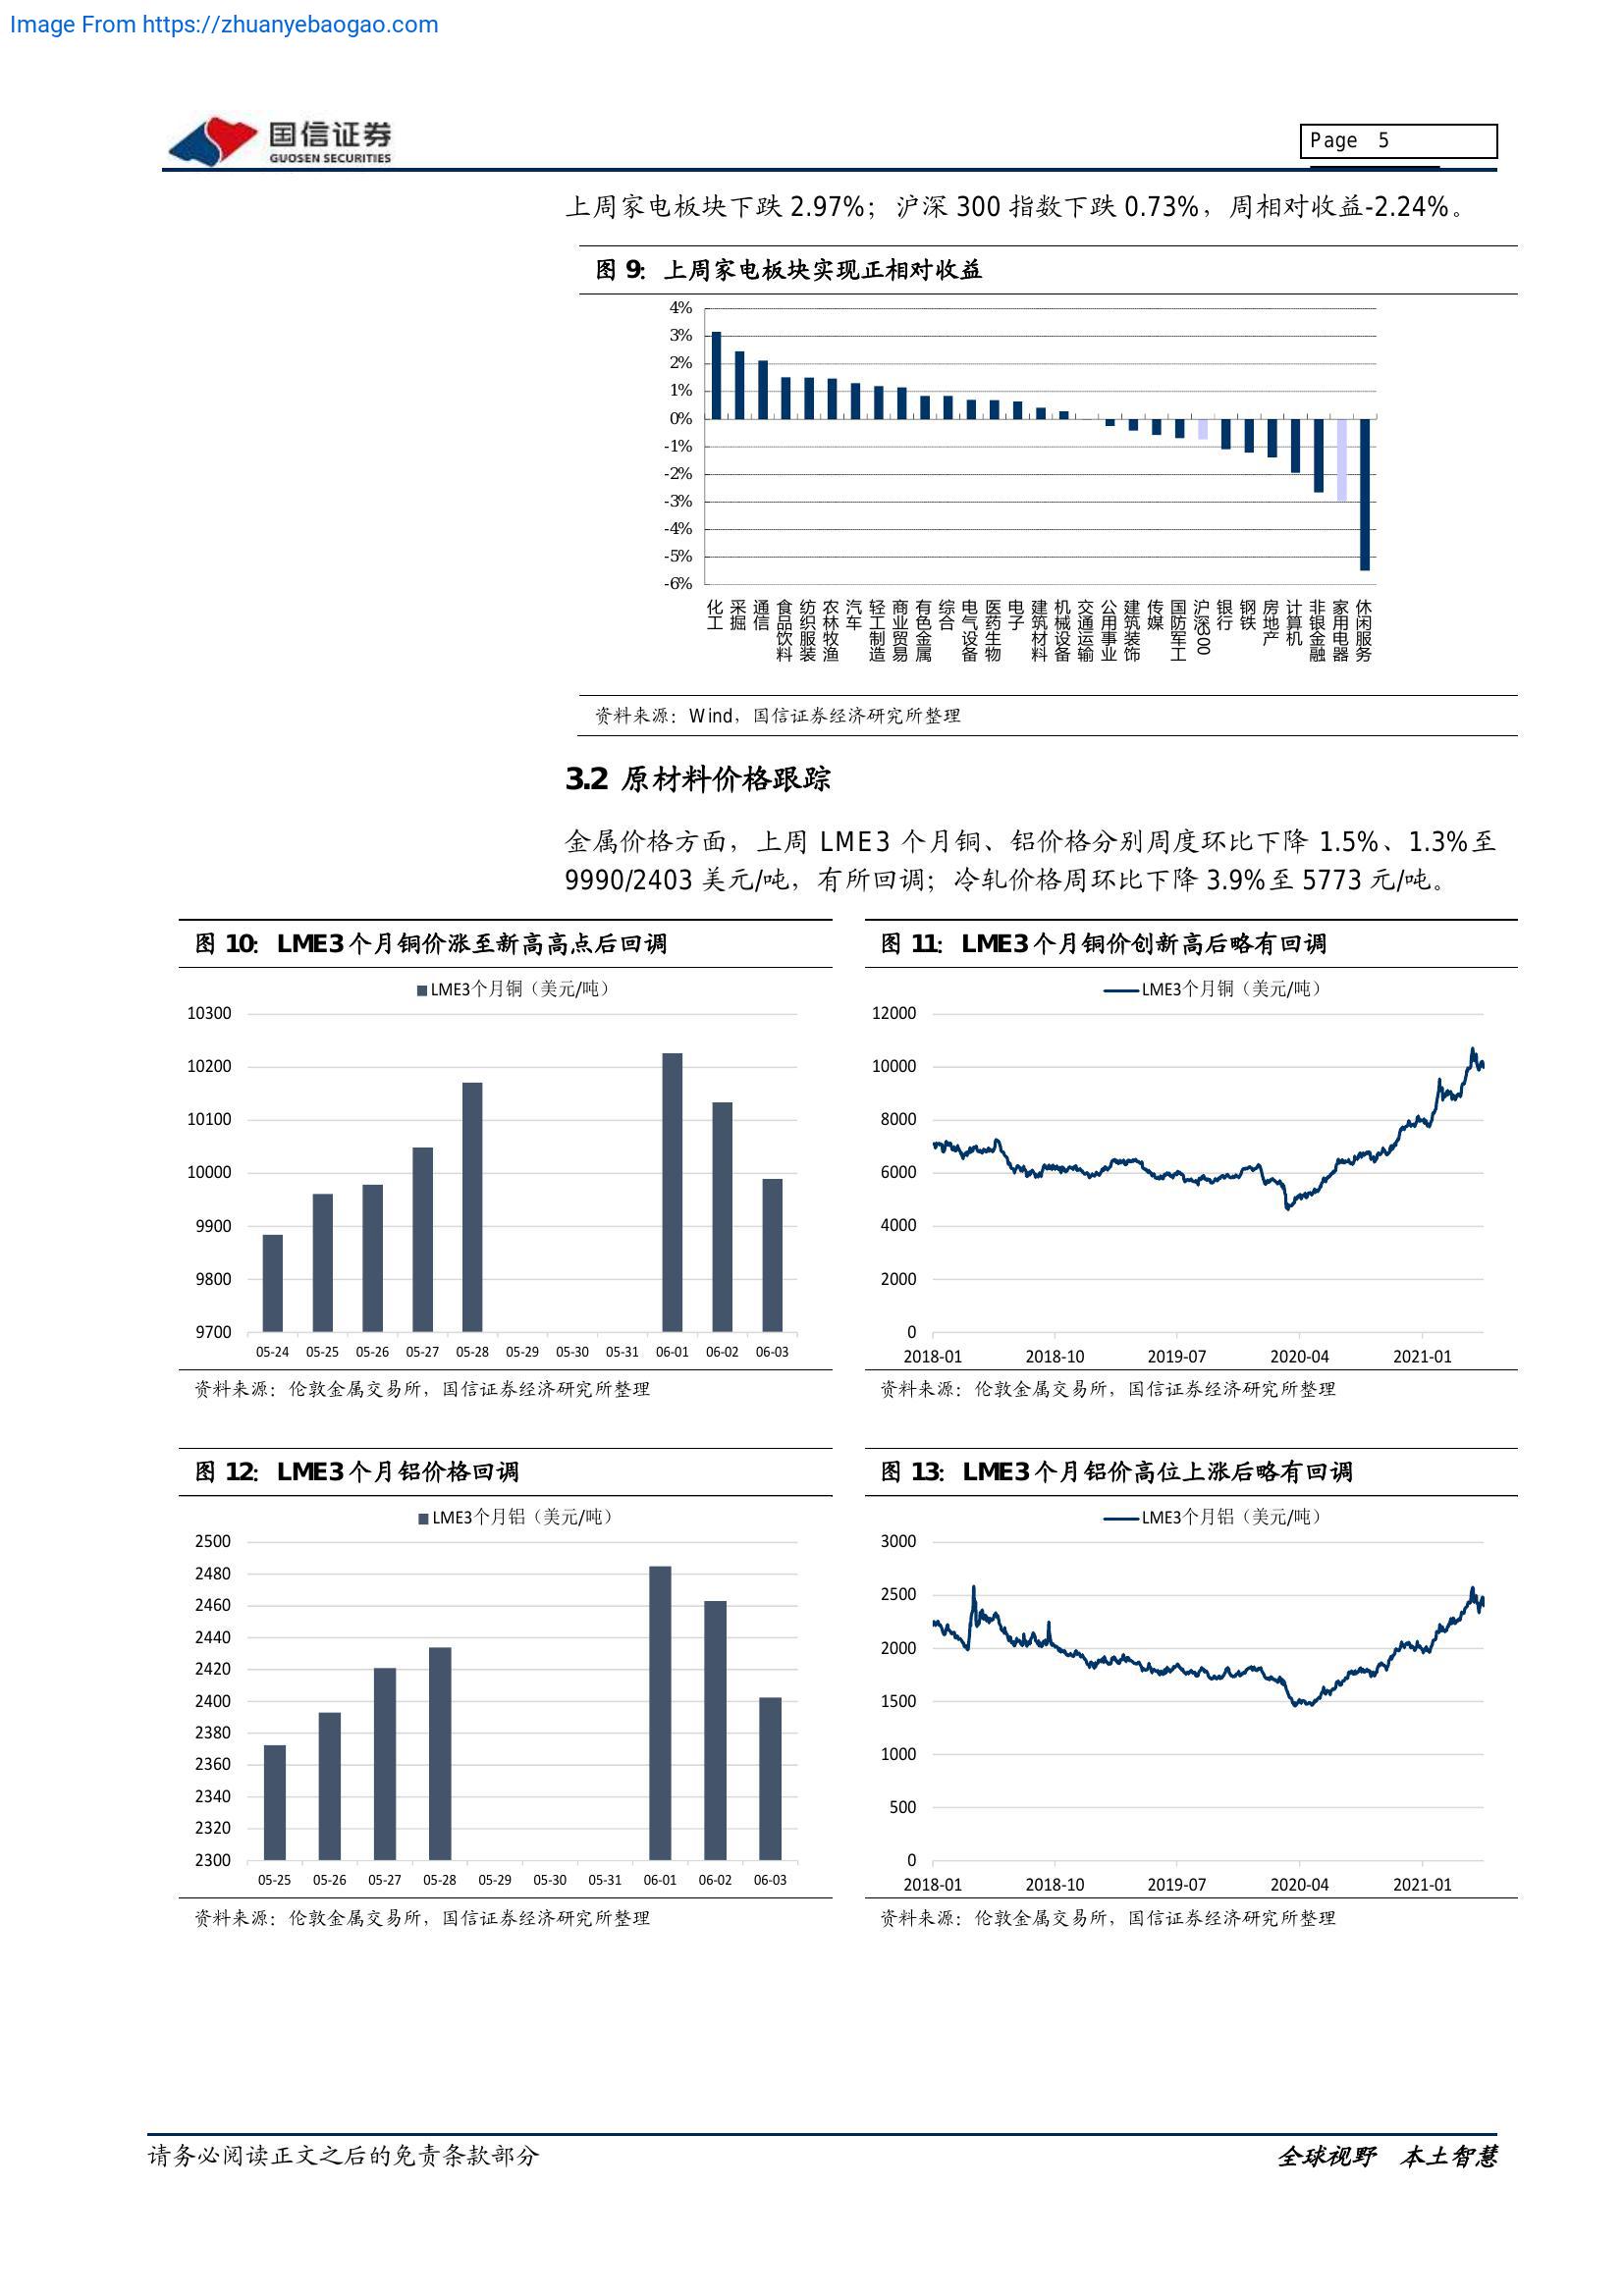 Image From https://zhuanyebaogao.com
国信证券
GUOSEN SECURITIES
Page 5
上周家电板块下跌 2.97%；沪深 300 指数下跌 0.73%，周相对收益-2.24%。
图 9：上周家电板块实现正相对收益
4%
3%
2%
1%
0%
-1%
-2%
-3%
-4%
-5%
-6%
化工
采掘
通信
食品饮料
纺织服装
农林牧渔
汽车
轻工制造
商业贸易
有色金属
综合
电气设备
医药生物
电子
建筑材料
机械设备
交通运输
公用事业
建筑装饰
传媒
国防军工
沪深300
银行
钢铁
房地产
计算机
非银金融
家用电器
休闲服务
资料来源：Wind，国信证券经济研究所整理
3.2 原材料价格跟踪
金属价格方面，上周 LME3 个月铜、铝价格分别周度环比下降 1.5%、1.3%至
9990/2403 美元/吨，有所回调；冷轧价格周环比下降 3.9%至 5773 元/吨。
图 10：LME3 个月铜价涨至新高高点后回调
LME3个月铜（美元/吨）
10300
10200
10100
10000
9900
9800
9700
05-24 05-25 05-26 05-27 05-28 05-29 05-30 05-31 06-01 06-02 06-03
资料来源：伦敦金属交易所，国信证券经济研究所整理
图 11：LME3 个月铜价创新高后略有回调
LME3个月铜（美元/吨）
12000
10000
8000
6000
4000
2000
0
2018-01 2018-10 2019-07 2020-04 2021-01
资料来源：伦敦金属交易所，国信证券经济研究所整理
图 12：LME3 个月铝价格回调
LME3个月铝（美元/吨）
2500
2480
2460
2440
2420
2400
2380
2360
2340
2320
2300
05-25 05-26 05-27 05-28 05-29 05-30 05-31 06-01 06-02 06-03
资料来源：伦敦金属交易所，国信证券经济研究所整理
图 13：LME3 个月铝价高位上涨后略有回调
LME3个月铝（美元/吨）
3000
2500
2000
1500
1000
500
0
2018-01 2018-10 2019-07 2020-04 2021-01
资料来源：伦敦金属交易所，国信证券经济研究所整理
请务必阅读正文之后的免责条款部分
全球视野 本土智慧